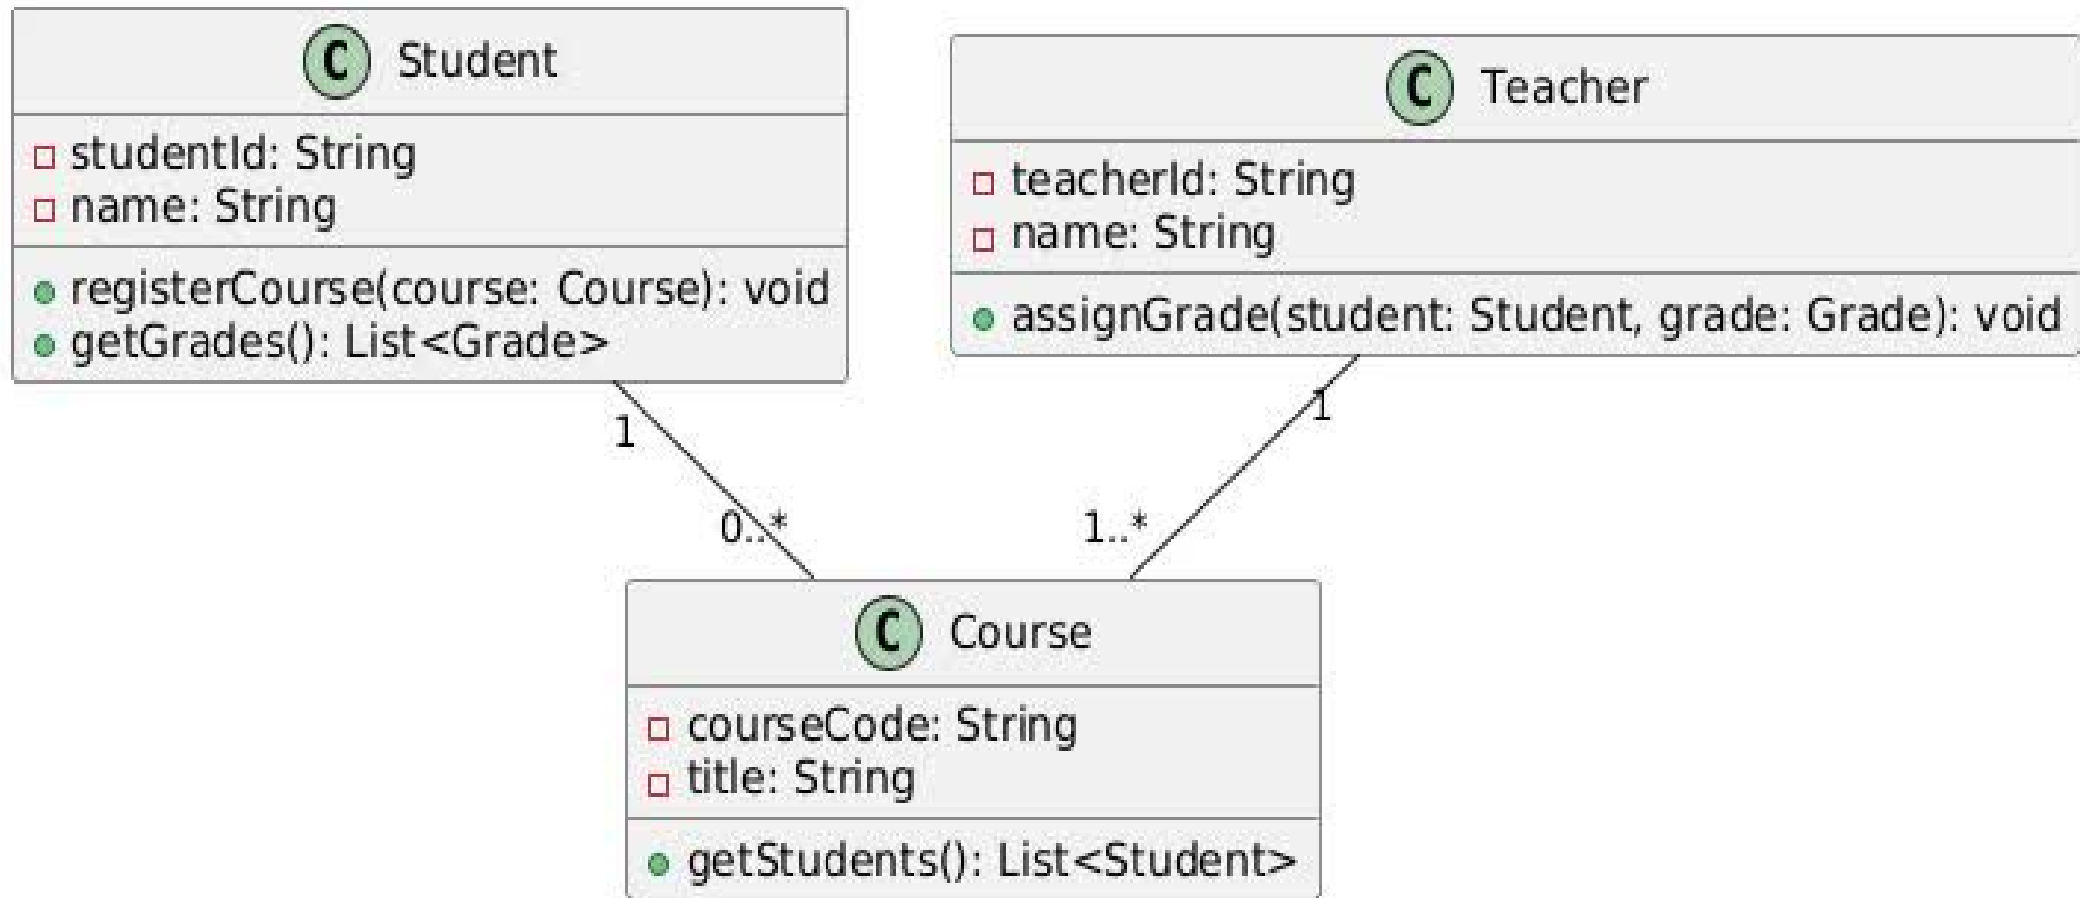 C Student
studentId: String
name: String
registerCourse(course: Course): void
getGrades(): List<Grade>
C Teacher
teacherId: String
name: String
assignGrade(student: Student, grade: Grade): void
1
1
0..*
1..*
C Course
courseCode: String
title: String
getStudents(): List<Student>